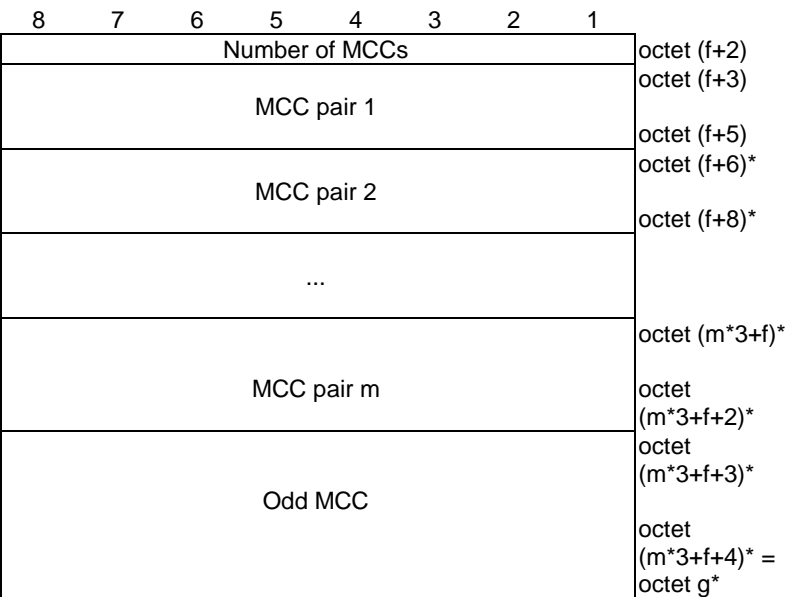 8 7 6 5 4 3 2 1
Number of MCCs octet (f+2)
octet (f+3)
MCC pair 1
octet (f+5)
octet (f+6)*
MCC pair 2
octet (f+8)*
...
octet (m*3+f)*
MCC pair m octet
(m*3+f+2)*
octet
(m*3+f+3)*
Odd MCC
octet
(m*3+f+4)* =
octet g*